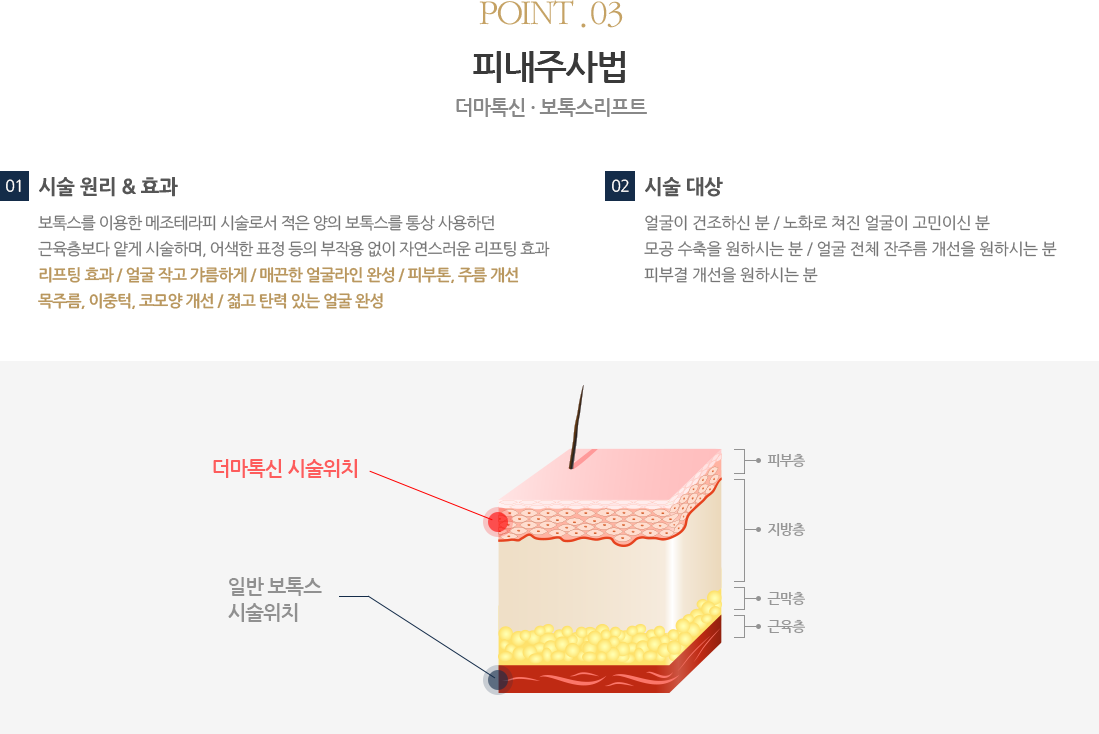 POINT.03
피내주사법
더마톡신 · 보톡스리프트
01 시술 원리 & 효과
보톡스를 이용한 메조테라피 시술로서 적은 양의 보톡스를 통상 사용하던
근육층보다 얕게 시술하며, 어색한 표정 등의 부작용 없이 자연스러운 리프팅 효과
리프팅 효과 / 얼굴 작고 갸름하게 / 매끈한 얼굴라인 완성 / 피부톤, 주름 개선
목주름, 이중턱, 코모양 개선 / 젊고 탄력 있는 얼굴 완성
02 시술 대상
얼굴이 건조하신 분 / 노화로 쳐진 얼굴이 고민이신 분
모공 수축을 원하시는 분 / 얼굴 전체 잔주름 개선을 원하시는 분
피부결 개선을 원하시는 분
더마톡신 시술위치
일반 보톡스
시술위치
피부층
지방층
근막층
근육층